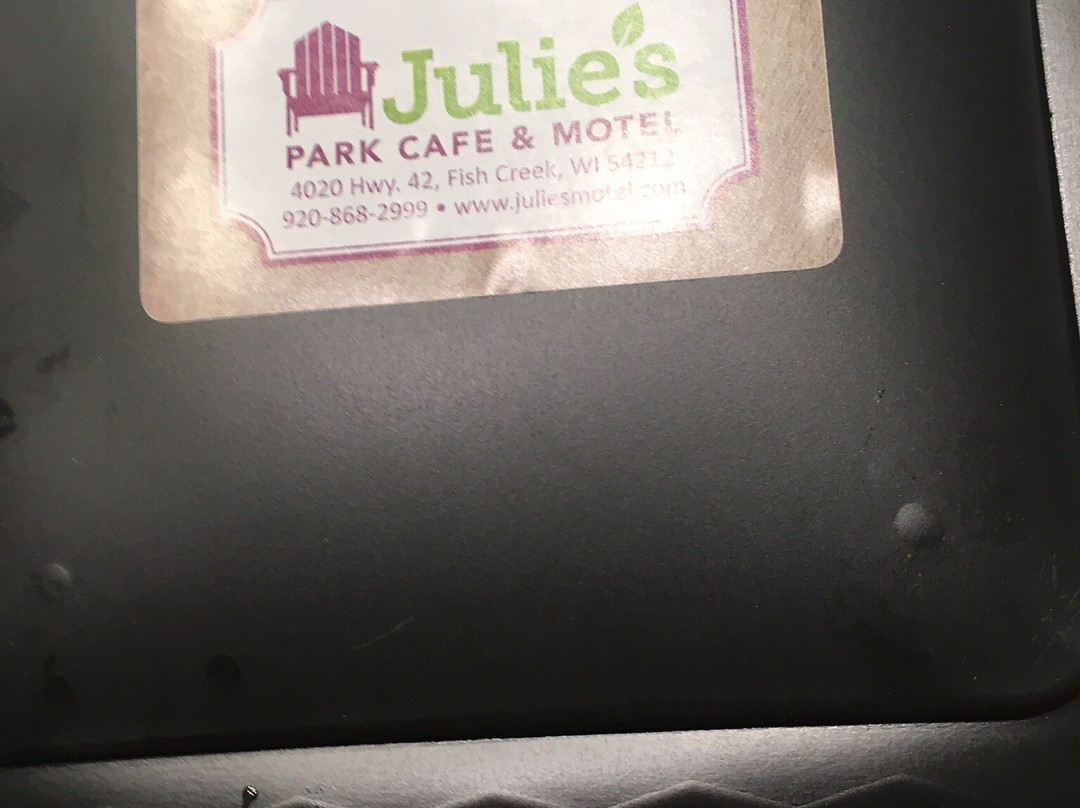 Julie's
PARK CAFE & MOTEL
4020 Hwy. 42, Fish Creek, WI 54212
920-868-2999 • www.juliesmotel.com